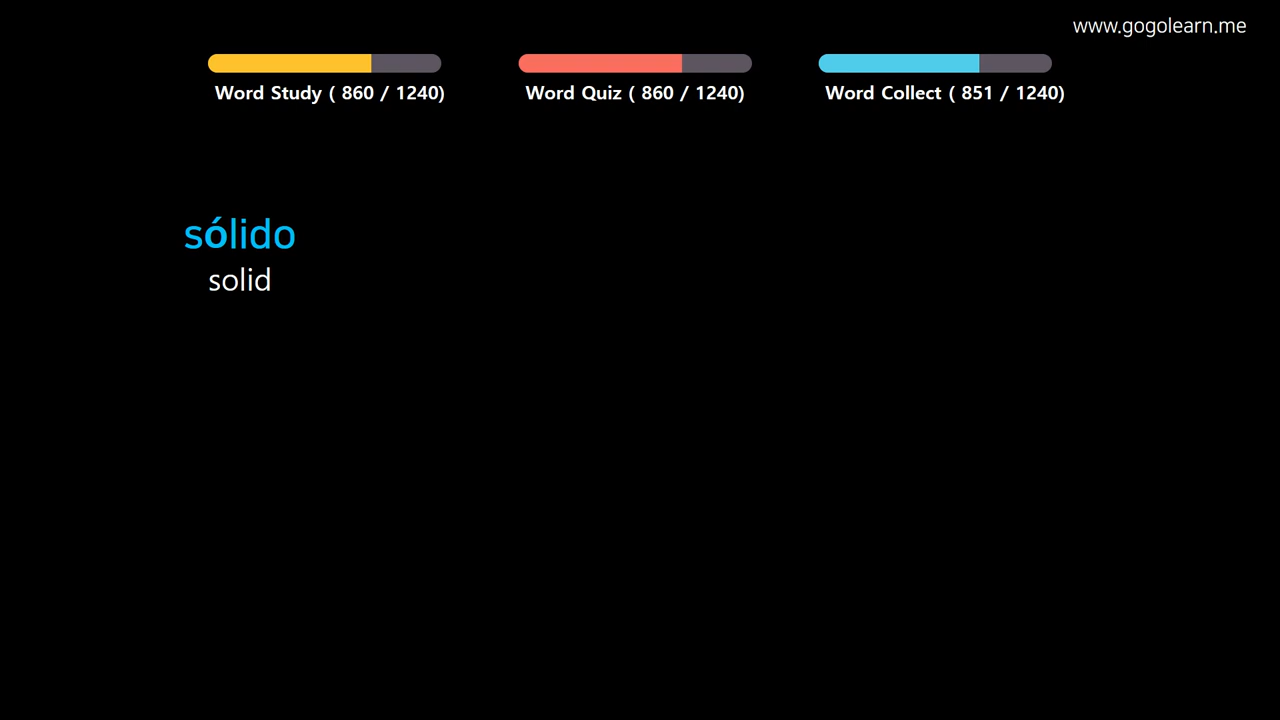 www.gogolearn.me
Word Study ( 860 / 1240)
Word Quiz ( 860 / 1240)
Word Collect ( 851 / 1240)
sólido
solid